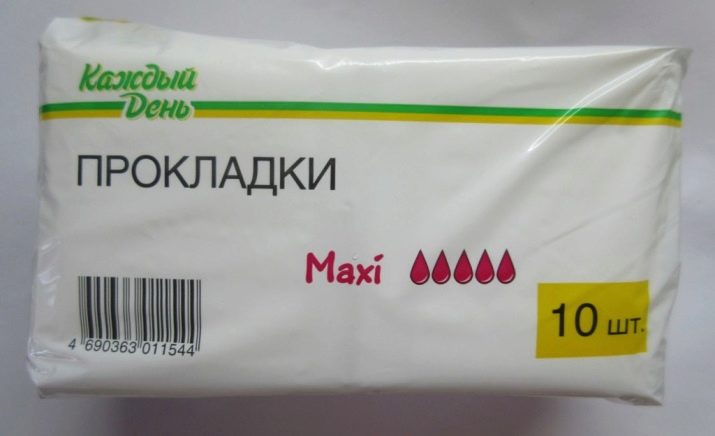 Каждый
День
ПРОКЛАДКИ
Maxi
10 шт.
4 690363 011544